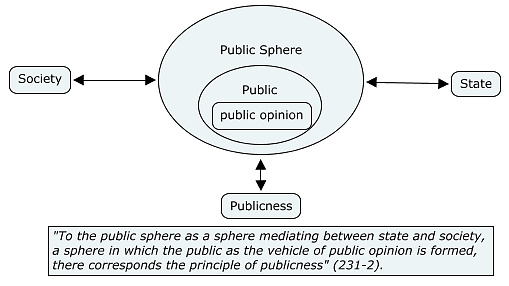 Public Sphere
Society
State
Public
public opinion
Publicness
"To the public sphere as a sphere mediating between state and society,
a sphere in which the public as the vehicle of public opinion is formed,
there corresponds the principle of publicness" (231-2).